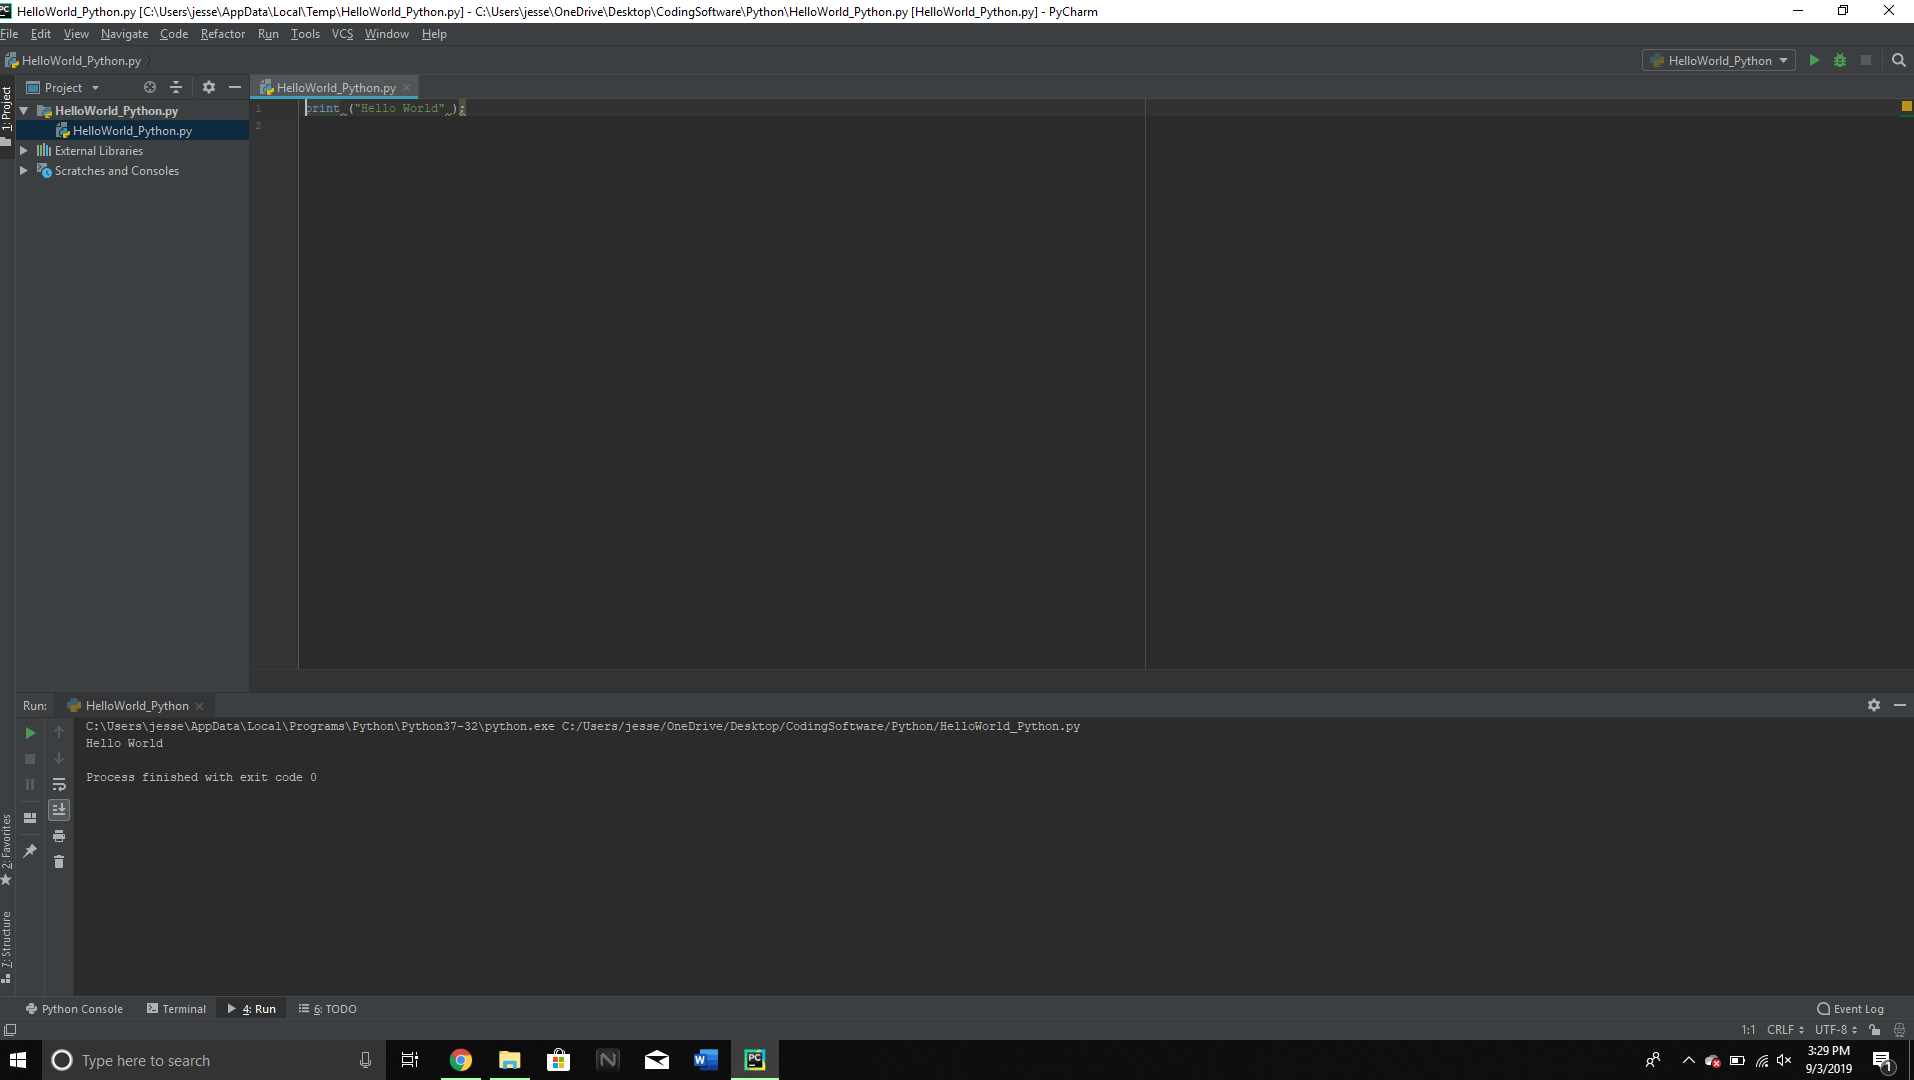 HelloWorld_Python.py [C:\Users\jesse\AppData\Local\Temp\HelloWorld_Python.py] - C:\Users\jesse\OneDrive\Desktop\CodingSoftware\Python\HelloWorld_Python.py [HelloWorld_Python.py] - PyCharm
File Edit View Navigate Code Refactor Run Tools VCS Window Help
HelloWorld_Python.py
HelloWorld_Python
1: Project
Project
HelloWorld_Python.py
HelloWorld_Python.py
External Libraries
Scratches and Consoles
HelloWorld_Python.py
1 print ("Hello World" );
2
Run: HelloWorld_Python
C:\Users\jesse\AppData\Local\Programs\Python\Python37-32\python.exe C:/Users/jesse/OneDrive/Desktop/CodingSoftware/Python/HelloWorld_Python.py
Hello World
Process finished with exit code 0
2: Favorites
7: Structure
Python Console Terminal 4: Run 6: TODO Event Log
1:1 CRLF UTF-8
Type here to search
W
PC
3:29 PM
9/3/2019
1